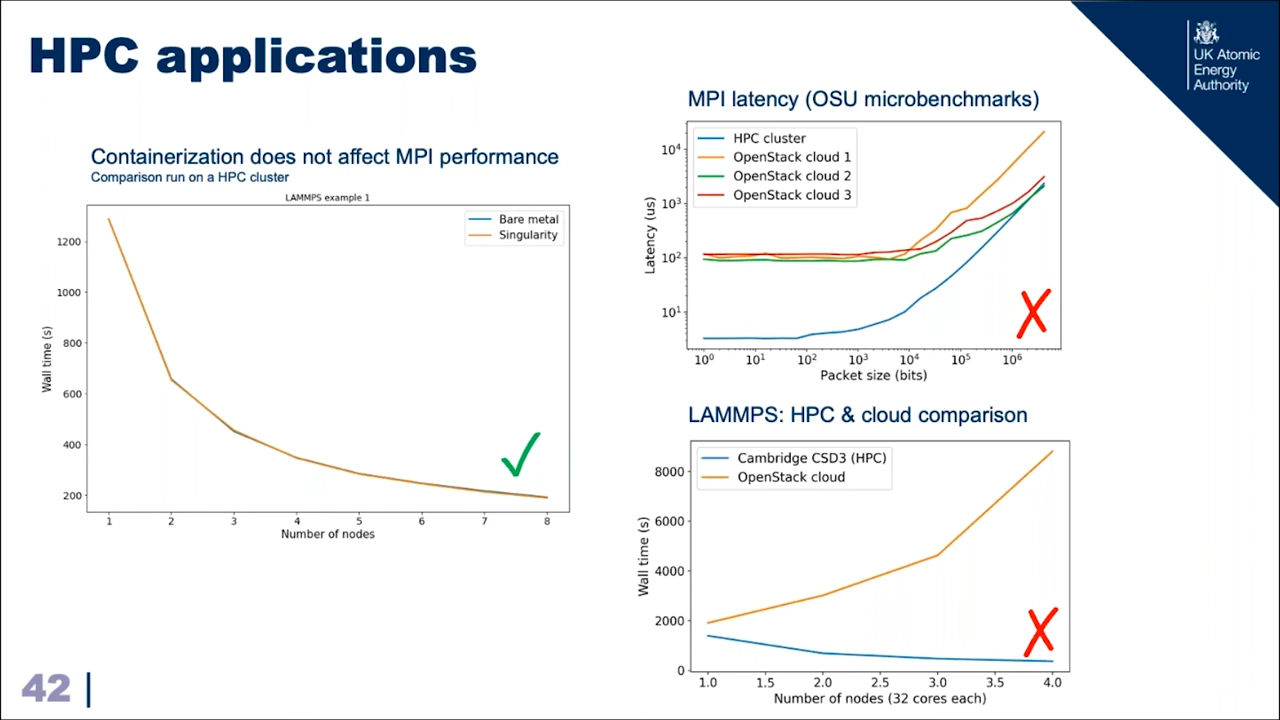 HPC applications
UK Atomic
Energy
Authority
Containerization does not affect MPI performance
Comparison run on a HPC cluster
LAMMPS example 1
Bare metal
Singularity
1200
1000
800
600
400
200
Wall time (s)
1 2 3 4 5 6 7 8
Number of nodes
MPI latency (OSU microbenchmarks)
HPC cluster
OpenStack cloud 1
OpenStack cloud 2
OpenStack cloud 3
10⁴
10³
10²
10¹
Latency (us)
10⁰ 10¹ 10² 10³ 10⁴ 10⁵ 10⁶
Packet size (bits)
LAMMPS: HPC & cloud comparison
Cambridge CSD3 (HPC)
OpenStack cloud
8000
6000
4000
2000
0
Wall time (s)
1.0 1.5 2.0 2.5 3.0 3.5 4.0
Number of nodes (32 cores each)
42